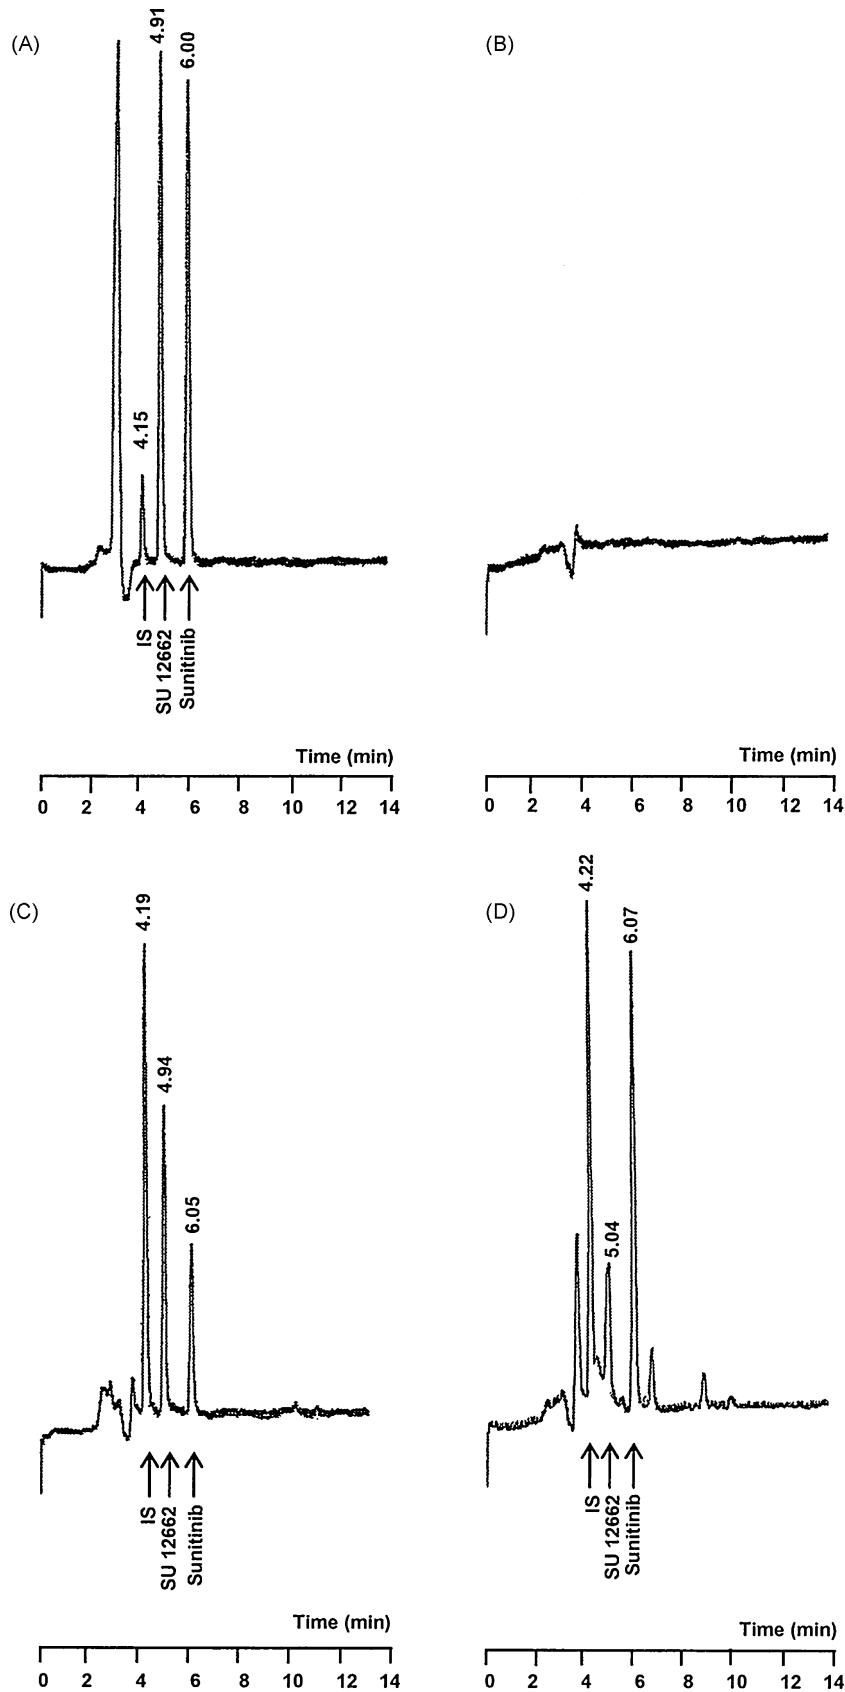 (A)
4.15
4.91
6.00
IS
SU 12662
Sunitinib
Time (min)
0 2 4 6 8 10 12 14
(B)
Time (min)
0 2 4 6 8 10 12 14
(C)
4.19
4.94
6.05
IS
SU 12662
Sunitinib
Time (min)
0 2 4 6 8 10 12 14
(D)
4.22
5.04
6.07
IS
SU 12662
Sunitinib
Time (min)
0 2 4 6 8 10 12 14